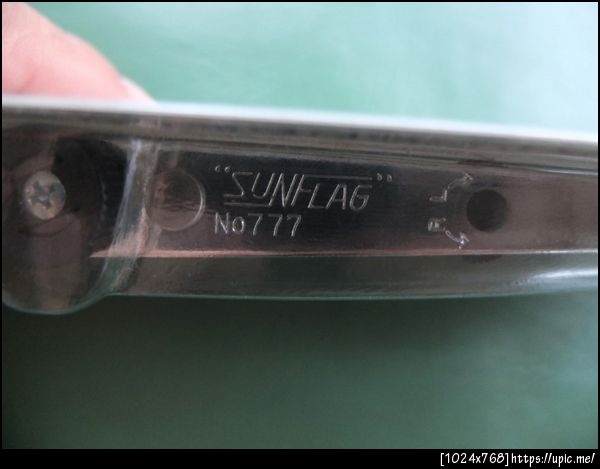 "SUNFLAG"
No777
L
R
[1024x768]https://upic.me/